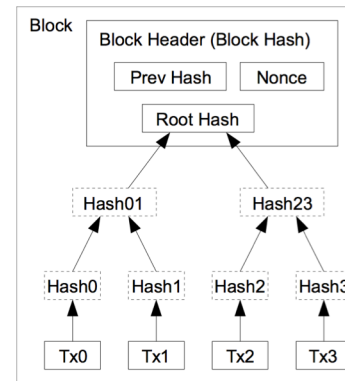 Block
Block Header (Block Hash)
Prev Hash Nonce
Root Hash
Hash01 Hash23
Hash0 Hash1 Hash2 Hash3
Tx0 Tx1 Tx2 Tx3